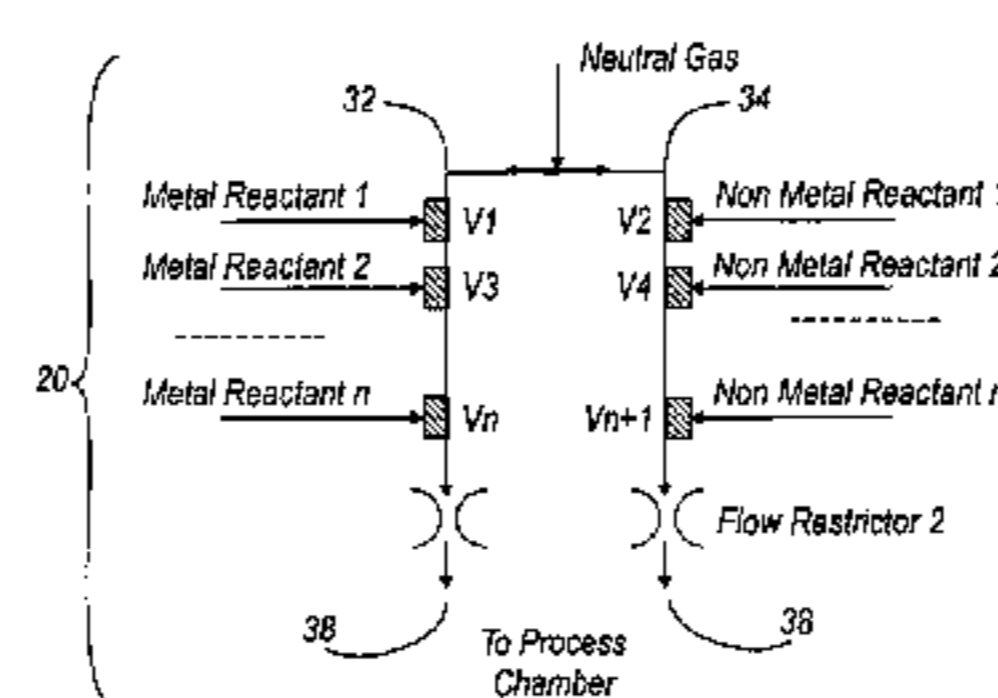 Neutral Gas
32
34
Metal Reactant 1
V1
V2
Non Metal Reactant 1
Metal Reactant 2
V3
V4
Non Metal Reactant 2
20
Metal Reactant n
Vn
Vn+1
Non Metal Reactant
Flow Restrictor 2
38
38
To Process
Chamber